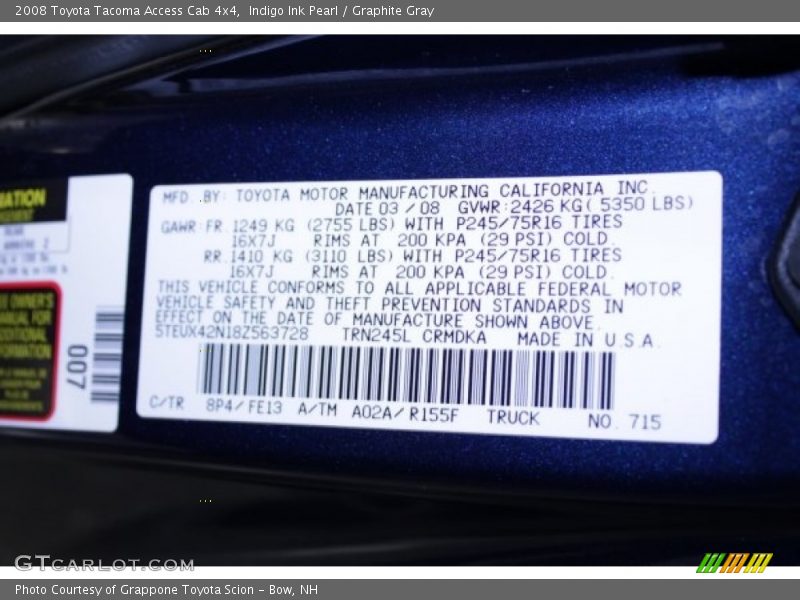 2008 Toyota Tacoma Access Cab 4x4,  Indigo Ink Pearl / Graphite Gray
MFD. BY: TOYOTA MOTOR MANUFACTURING CALIFORNIA INC.
DATE 03 / 08 GVWR:2426 KG( 5350 LBS)
GAWR: FR. 1249 KG (2755 LBS) WITH P245/75R16 TIRES
16X7J RIMS AT 200 KPA (29 PSI) COLD.
RR. 1410 KG (3110 LBS) WITH P245/75R16 TIRES
16X7J RIMS AT 200 KPA (29 PSI) COLD.
THIS VEHICLE CONFORMS TO ALL APPLICABLE FEDERAL MOTOR
VEHICLE SAFETY AND THEFT PREVENTION STANDARDS IN
EFFECT ON THE DATE OF MANUFACTURE SHOWN ABOVE.
5TEUX42N18Z563728 TRN245L CRMDKA MADE IN U.S.A.
C/TR 8P4/FE13 A/TM A02A/R155F TRUCK NO. 715
007
GTCARLOT.COM
Photo Courtesy of Grappone Toyota Scion - Bow, NH